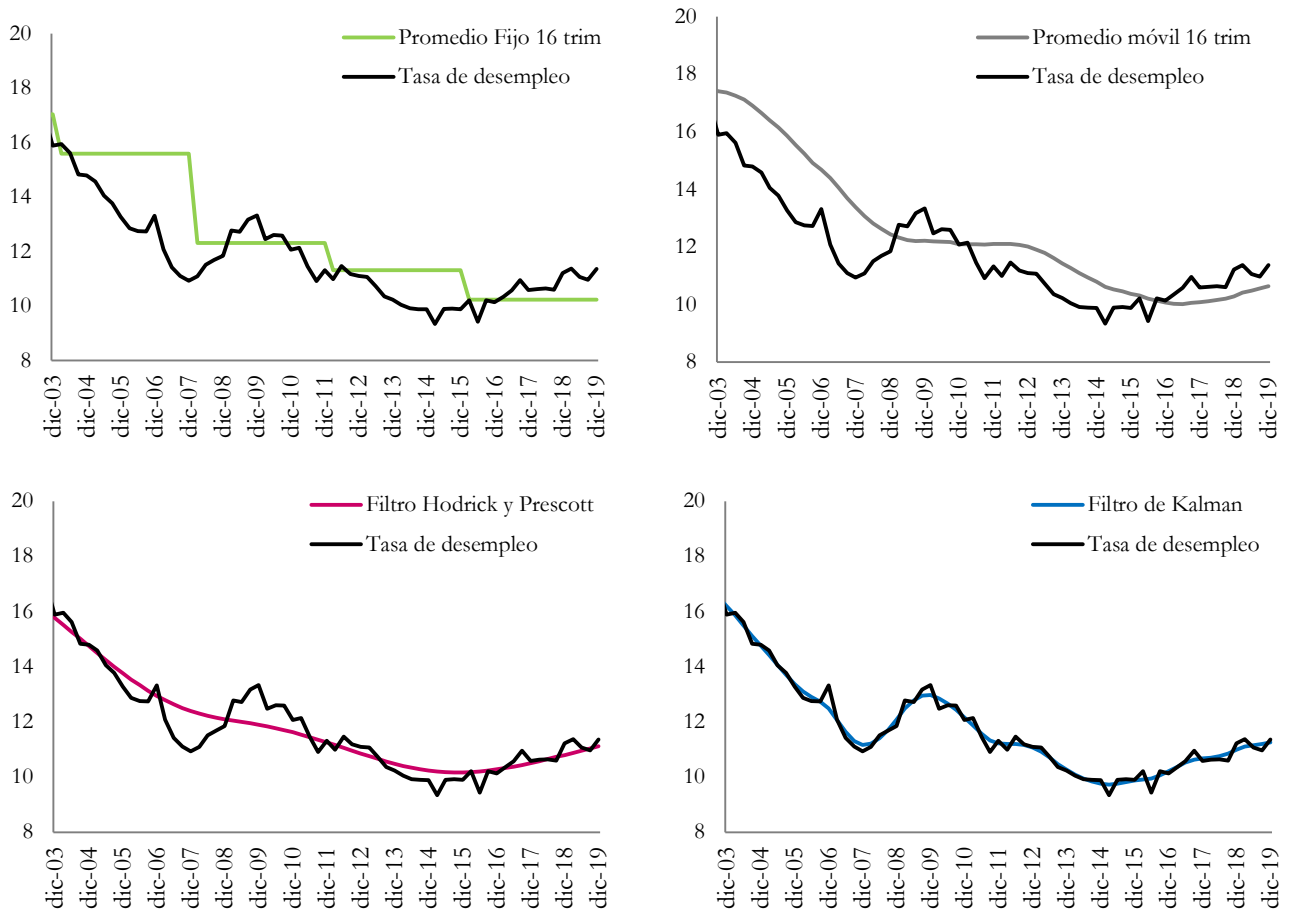 Promedio Fijo 16 trim
Tasa de desempleo
20
18
16
14
12
10
8
dic-03
dic-04
dic-05
dic-06
dic-07
dic-08
dic-09
dic-10
dic-11
dic-12
dic-13
dic-14
dic-15
dic-16
dic-17
dic-18
dic-19
Promedio móvil 16 trim
Tasa de desempleo
20
18
16
14
12
10
8
dic-03
dic-04
dic-05
dic-06
dic-07
dic-08
dic-09
dic-10
dic-11
dic-12
dic-13
dic-14
dic-15
dic-16
dic-17
dic-18
dic-19
Filtro Hodrick y Prescott
Tasa de desempleo
20
18
16
14
12
10
8
dic-03
dic-04
dic-05
dic-06
dic-07
dic-08
dic-09
dic-10
dic-11
dic-12
dic-13
dic-14
dic-15
dic-16
dic-17
dic-18
dic-19
Filtro de Kalman
Tasa de desempleo
20
18
16
14
12
10
8
dic-03
dic-04
dic-05
dic-06
dic-07
dic-08
dic-09
dic-10
dic-11
dic-12
dic-13
dic-14
dic-15
dic-16
dic-17
dic-18
dic-19